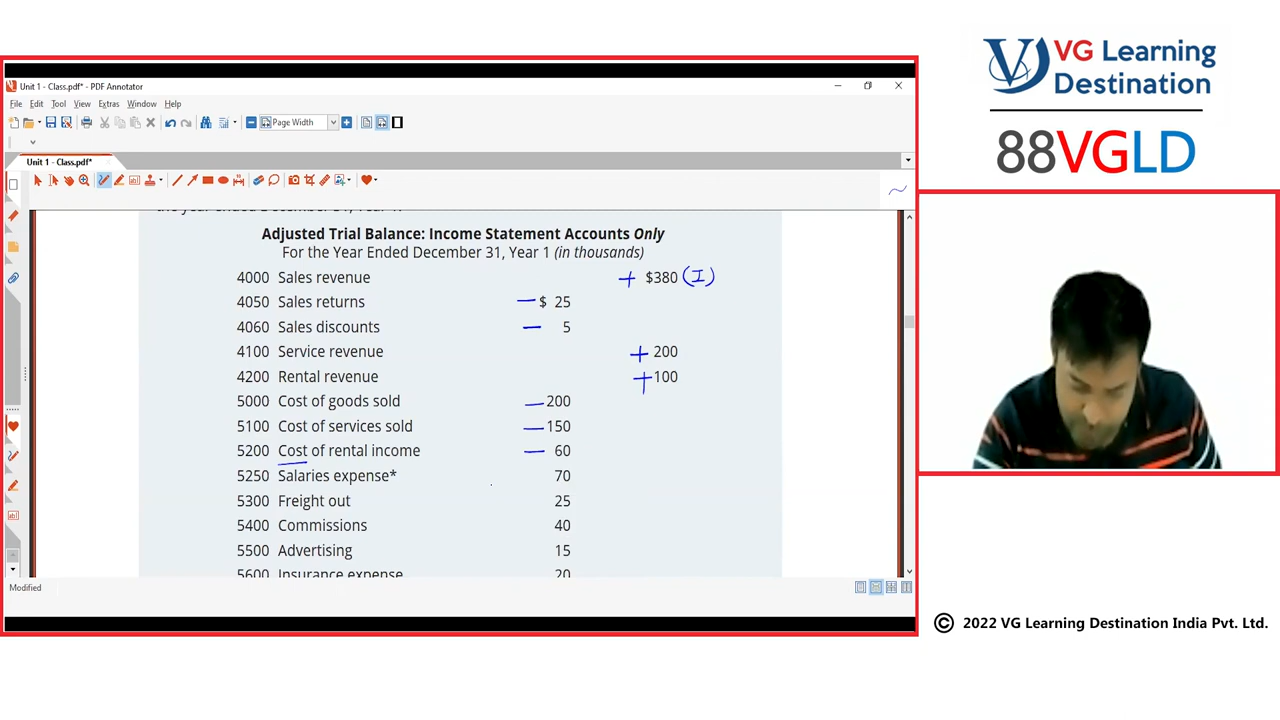 VG Learning
Destination
88VGLD
Unit 1 - Class.pdf* - PDF Annotator
File Edit Tool View Extras Window Help
Page Width
Unit 1 - Class.pdf*
Adjusted Trial Balance: Income Statement Accounts Only
For the Year Ended December 31, Year 1 (in thousands)
4000 Sales revenue + $380 (I)
4050 Sales returns — $ 25
4060 Sales discounts — 5
4100 Service revenue + 200
4200 Rental revenue + 100
5000 Cost of goods sold — 200
5100 Cost of services sold — 150
5200 Cost of rental income — 60
5250 Salaries expense* 70
5300 Freight out 25
5400 Commissions 40
5500 Advertising 15
5600 Insurance expense 20
Modified
© 2022 VG Learning Destination India Pvt. Ltd.